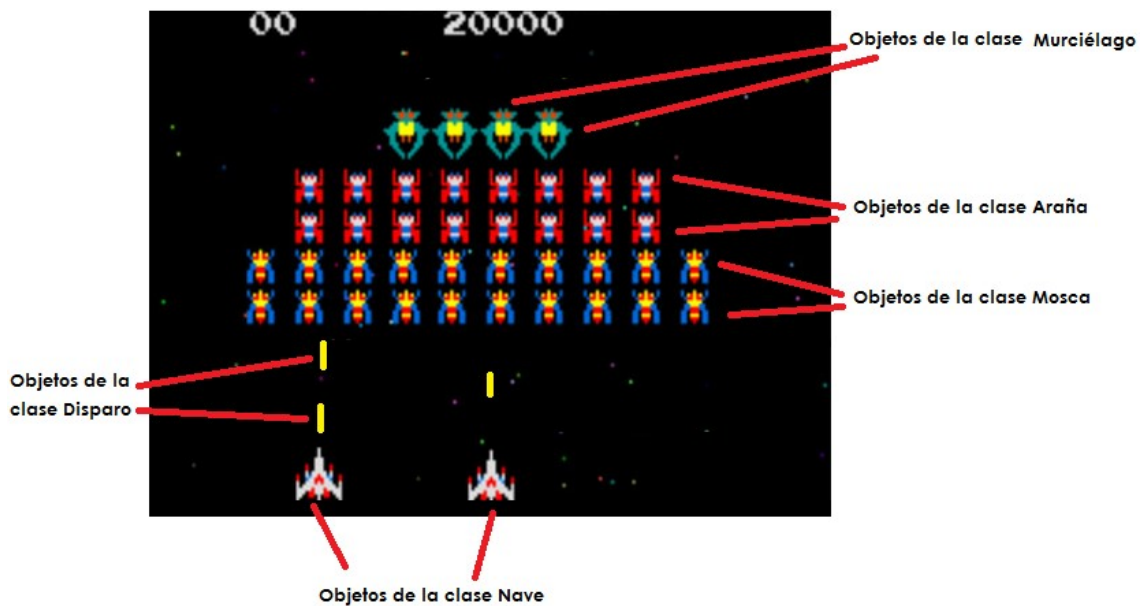 00 20000
Objetos de la clase Murciélago
Objetos de la clase Araña
Objetos de la clase Mosca
Objetos de la
clase Disparo
Objetos de la clase Nave